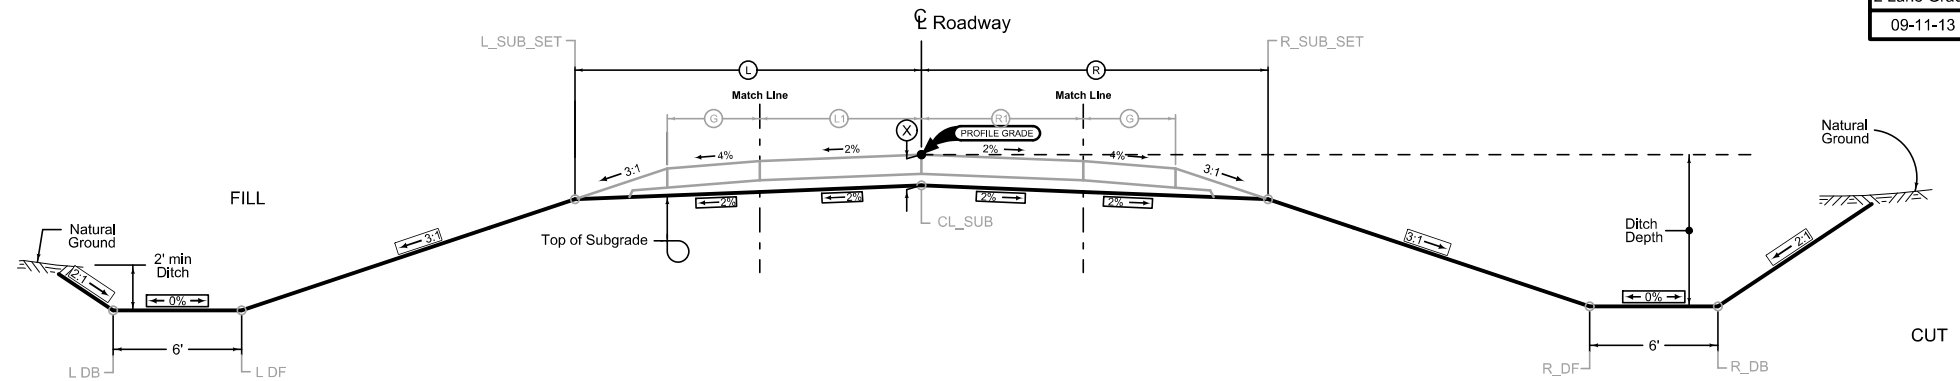 2 Lane Grad
09-11-13
℄ Roadway
L_SUB_SET
R_SUB_SET
L
R
Match Line
Match Line
G
L1
R1
G
X
PROFILE GRADE
Natural
Ground
4%
2%
2%
4%
3:1
3:1
FILL
2%
2%
2%
2%
CL_SUB
Natural
Ground
Top of Subgrade
3:1
3:1
Ditch
Depth
2:1
2' min
Ditch
2:1
0%
0%
6'
6'
CUT
L DB
L DF
R_DF
R_DB